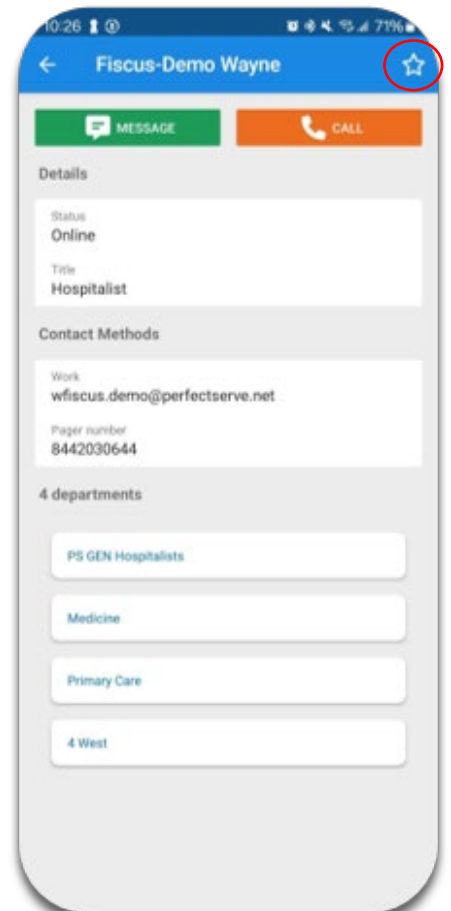 10:26 71%
Fiscus-Demo Wayne
MESSAGE CALL
Details
Status
Online
Title
Hospitalist
Contact Methods
Work
wfiscus.demo@perfectserve.net
Pager number
8442030644
4 departments
PS GEN Hospitalists
Medicine
Primary Care
4 West